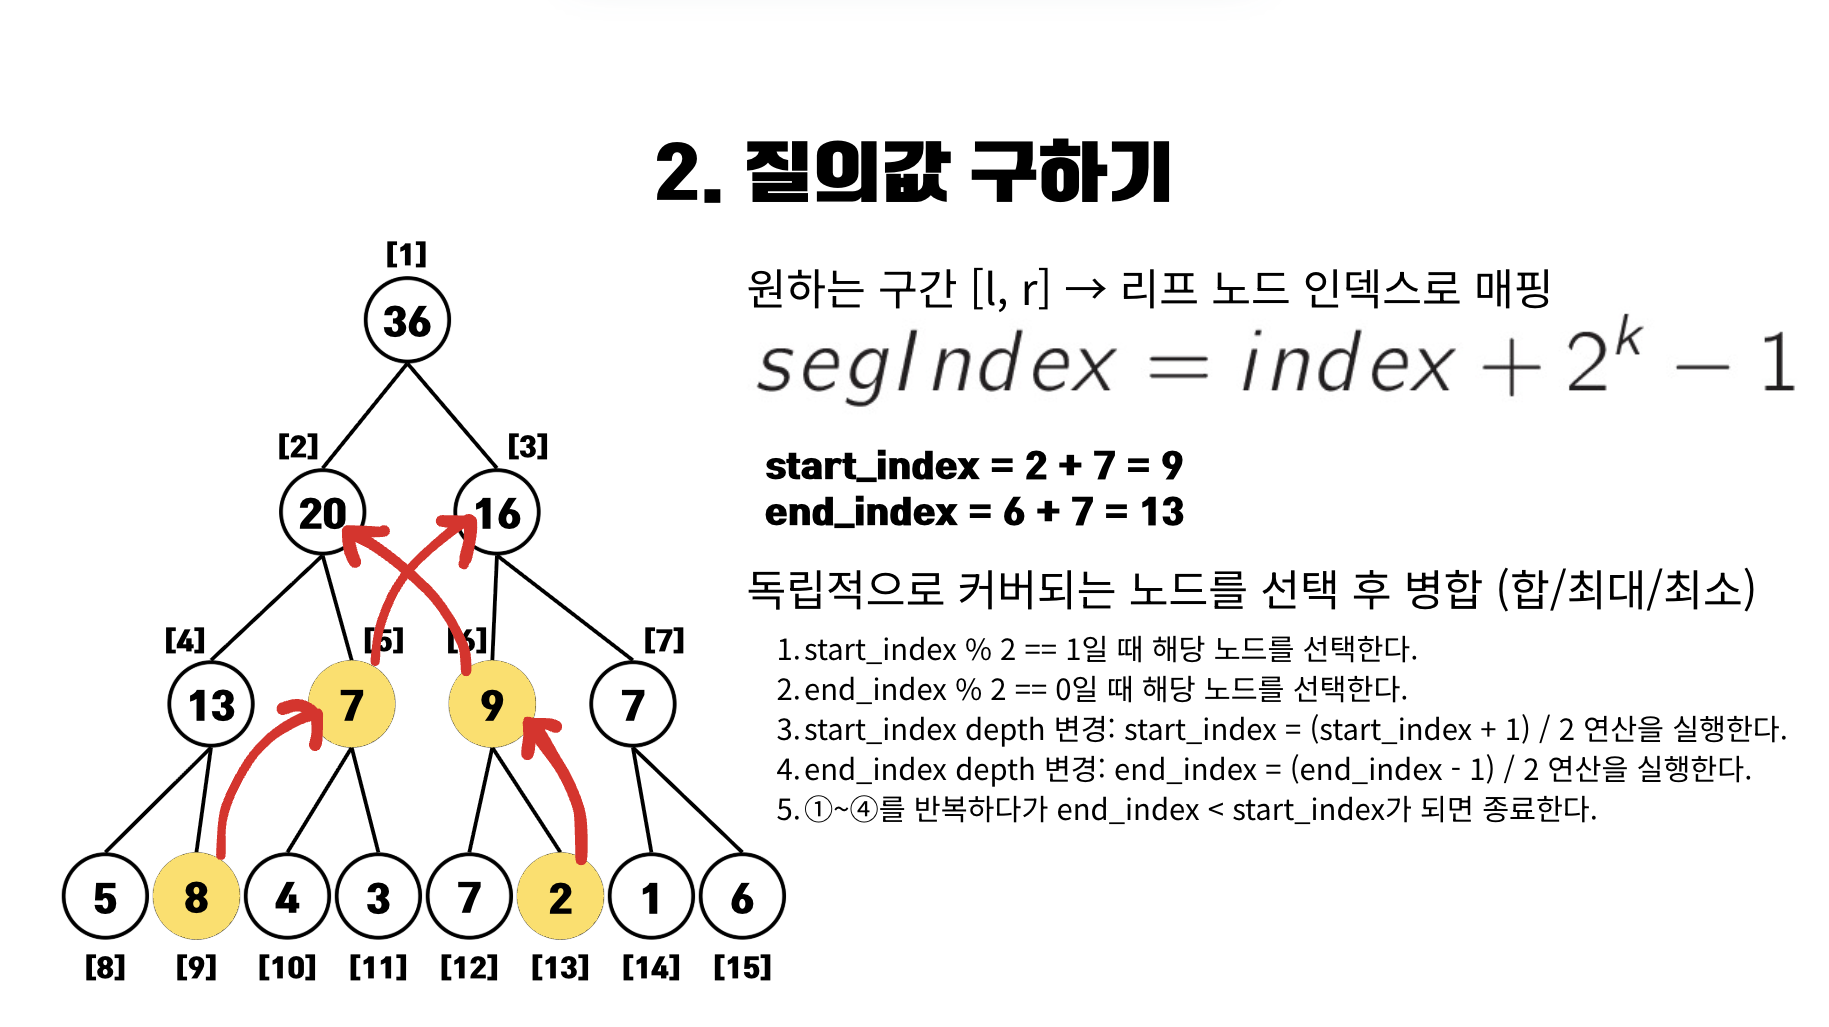 2. 질의값 구하기
[1]
36
[2]
[3]
20
16
[4]
[5]
[6]
[7]
13
7
9
7
5
8
4
3
7
2
1
6
[8]
[9]
[10]
[11]
[12]
[13]
[14]
[15]
원하는 구간 [l, r] → 리프 노드 인덱스로 매핑
segIndex = index + 2^k − 1
start_index = 2 + 7 = 9
end_index = 6 + 7 = 13
독립적으로 커버되는 노드를 선택 후 병합 (합/최대/최소)
1. start_index % 2 == 1일 때 해당 노드를 선택한다.
2. end_index % 2 == 0일 때 해당 노드를 선택한다.
3. start_index depth 변경: start_index = (start_index + 1) / 2 연산을 실행한다.
4. end_index depth 변경: end_index = (end_index - 1) / 2 연산을 실행한다.
5. ①~④를 반복하다가 end_index < start_index가 되면 종료한다.